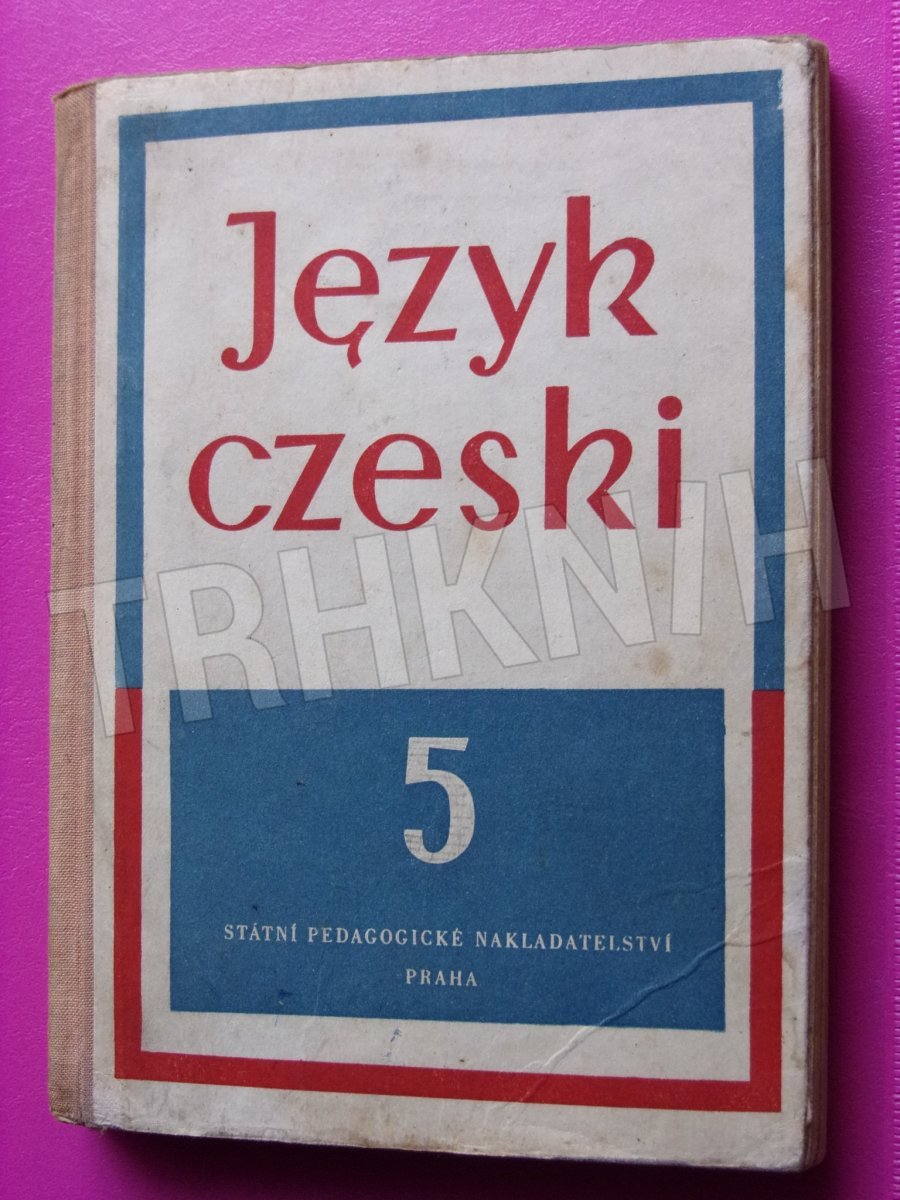 Język
czeski
TRHKNIH
5
STÁTNÍ PEDAGOGICKÉ NAKLADATELSTVÍ
PRAHA